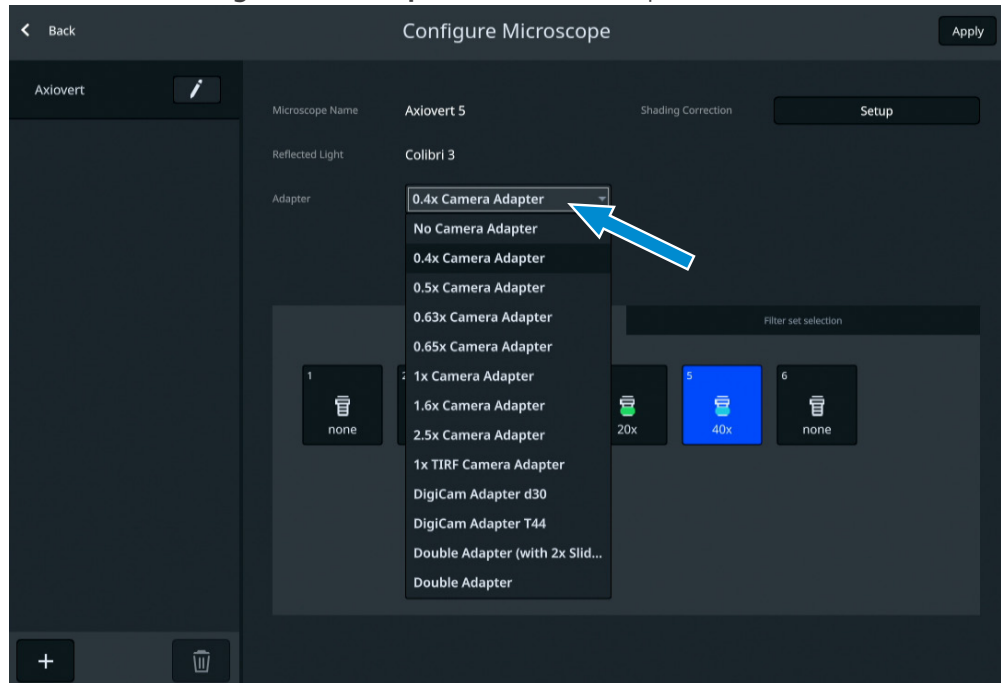 Back
Configure Microscope
Apply
Axiovert
Microscope Name
Axiovert 5
Shading Correction
Setup
Reflected Light
Colibri 3
Adapter
0.4x Camera Adapter
No Camera Adapter
0.4x Camera Adapter
0.5x Camera Adapter
0.63x Camera Adapter
0.65x Camera Adapter
1x Camera Adapter
1.6x Camera Adapter
2.5x Camera Adapter
1x TIRF Camera Adapter
DigiCam Adapter d30
DigiCam Adapter T44
Double Adapter (with 2x Slid...
Double Adapter
Filter set selection
1
none
20x
5
40x
6
none